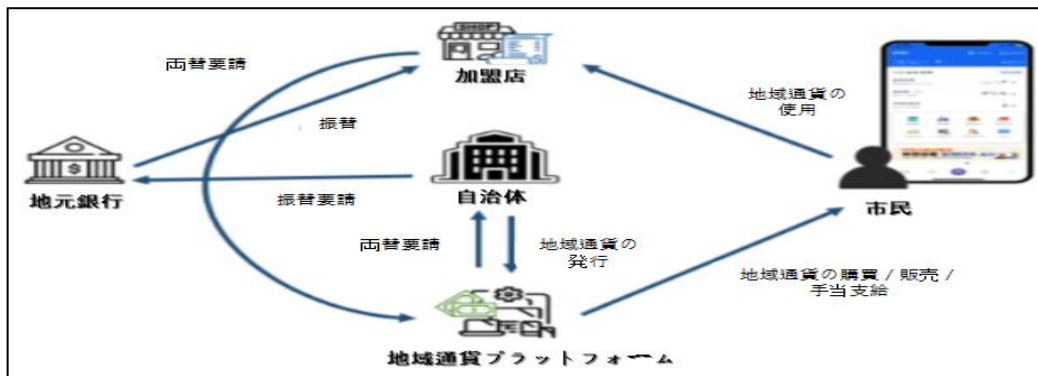 SHOP
両替要請
加盟店
地域通貨の
使用
振替
$
地元銀行
自治体
市民
振替要請
両替要請
地域通貨の
発行
地域通貨の購買 / 販売 /
手当支給
地域通貨プラットフォーム